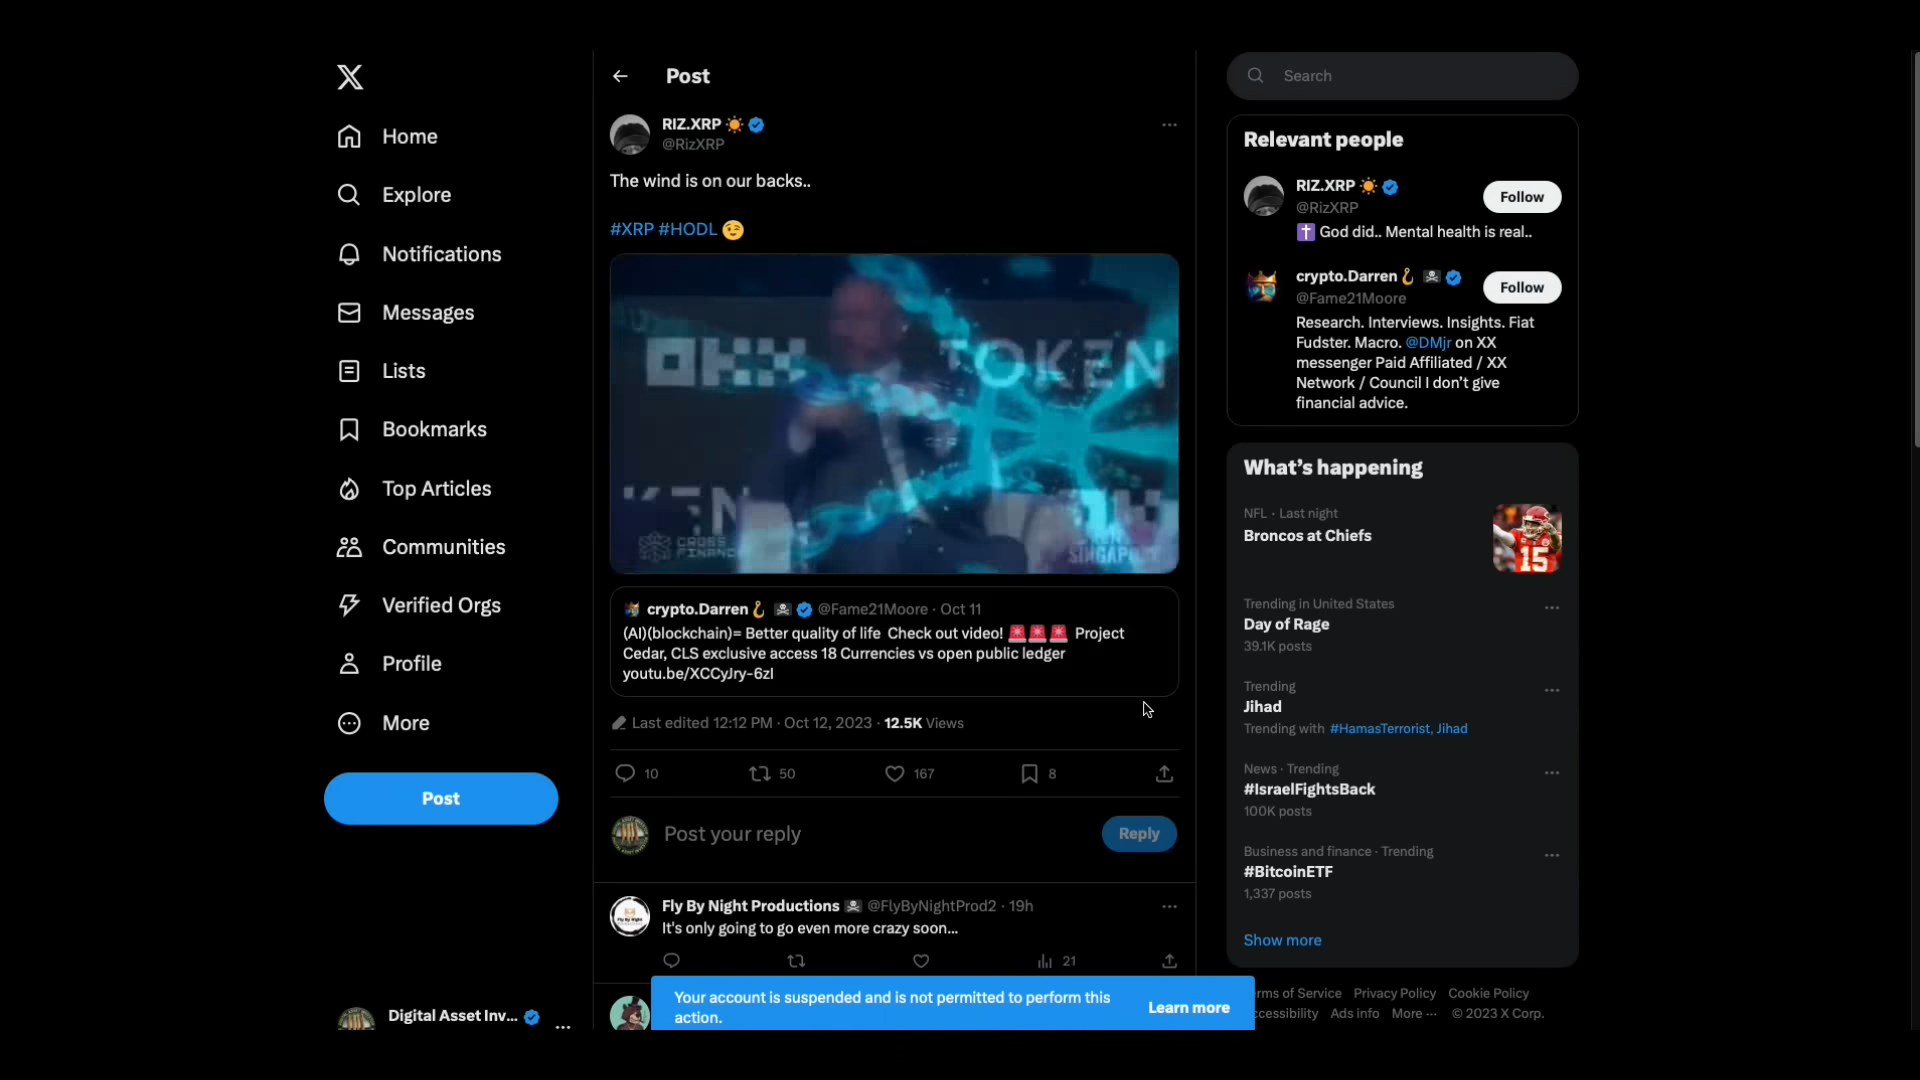 Home
Explore
Notifications
Messages
Lists
Bookmarks
Top Articles
Communities
Verified Orgs
Profile
More
Post
Digital Asset Inv...
Post
RIZ.XRP
@RizXRP
The wind is on our backs..
#XRP #HODL 😉
OKX TOKEN
CROSS
FINANC
SINGAP
crypto.Darren @Fame21Moore · Oct 11
(AI)(blockchain)= Better quality of life Check out video! 🚨🚨🚨 Project
Cedar, CLS exclusive access 18 Currencies vs open public ledger
youtu.be/XCCyJry-6zI
Last edited 12:12 PM · Oct 12, 2023 · 12.5K Views
10 50 167 8
Post your reply
Reply
Fly By Night Productions @FlyByNightProd2 · 19h
It's only going to go even more crazy soon...
21
Your account is suspended and is not permitted to perform this
action.
Learn more
Search
Relevant people
RIZ.XRP
@RizXRP
Follow
✝️ God did.. Mental health is real..
crypto.Darren
@Fame21Moore
Follow
Research. Interviews. Insights. Fiat
Fudster. Macro. @DMjr on XX
messenger Paid Affiliated / XX
Network / Council I don't give
financial advice.
What's happening
NFL · Last night
Broncos at Chiefs
15
Trending in United States
Day of Rage
39.1K posts
Trending
Jihad
Trending with #HamasTerrorist, Jihad
News · Trending
#IsraelFightsBack
100K posts
Business and finance · Trending
#BitcoinETF
1,337 posts
Show more
rms of Service Privacy Policy Cookie Policy
ccessibility Ads info More ··· © 2023 X Corp.